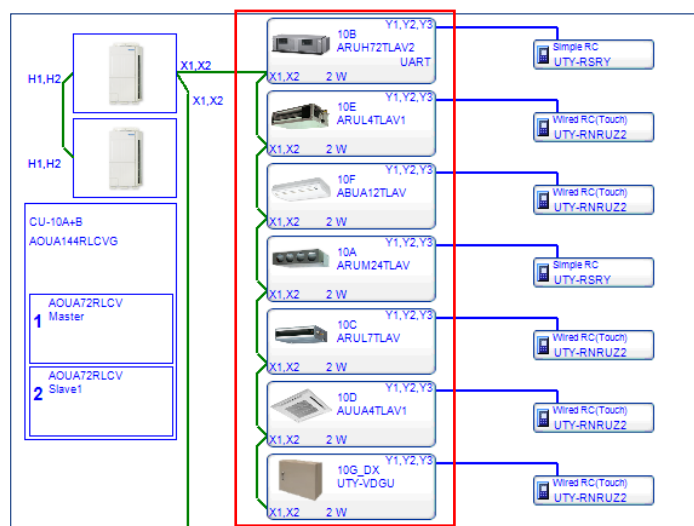 H1,H2
X1,X2
X1,X2
H1,H2
CU-10A+B
AOUA144RLCVG
1
AOUA72RLCV
Master
2
AOUA72RLCV
Slave1
Y1,Y2,Y3
10B
ARUH72TLAV2
UART
X1,X2 2 W
Simple RC
UTY-RSRY
Y1,Y2,Y3
10E
ARUL4TLAV1
X1,X2 2 W
Wired RC(Touch)
UTY-RNRUZ2
Y1,Y2,Y3
10F
ABUA12TLAV
X1,X2 2 W
Wired RC(Touch)
UTY-RNRUZ2
Y1,Y2,Y3
10A
ARUM24TLAV
X1,X2 2 W
Simple RC
UTY-RSRY
Y1,Y2,Y3
10C
ARUL7TLAV
X1,X2 2 W
Wired RC(Touch)
UTY-RNRUZ2
Y1,Y2,Y3
10D
AUUA4TLAV1
X1,X2 2 W
Wired RC(Touch)
UTY-RNRUZ2
Y1,Y2,Y3
10G_DX
UTY-VDGU
X1,X2 2 W
Wired RC(Touch)
UTY-RNRUZ2